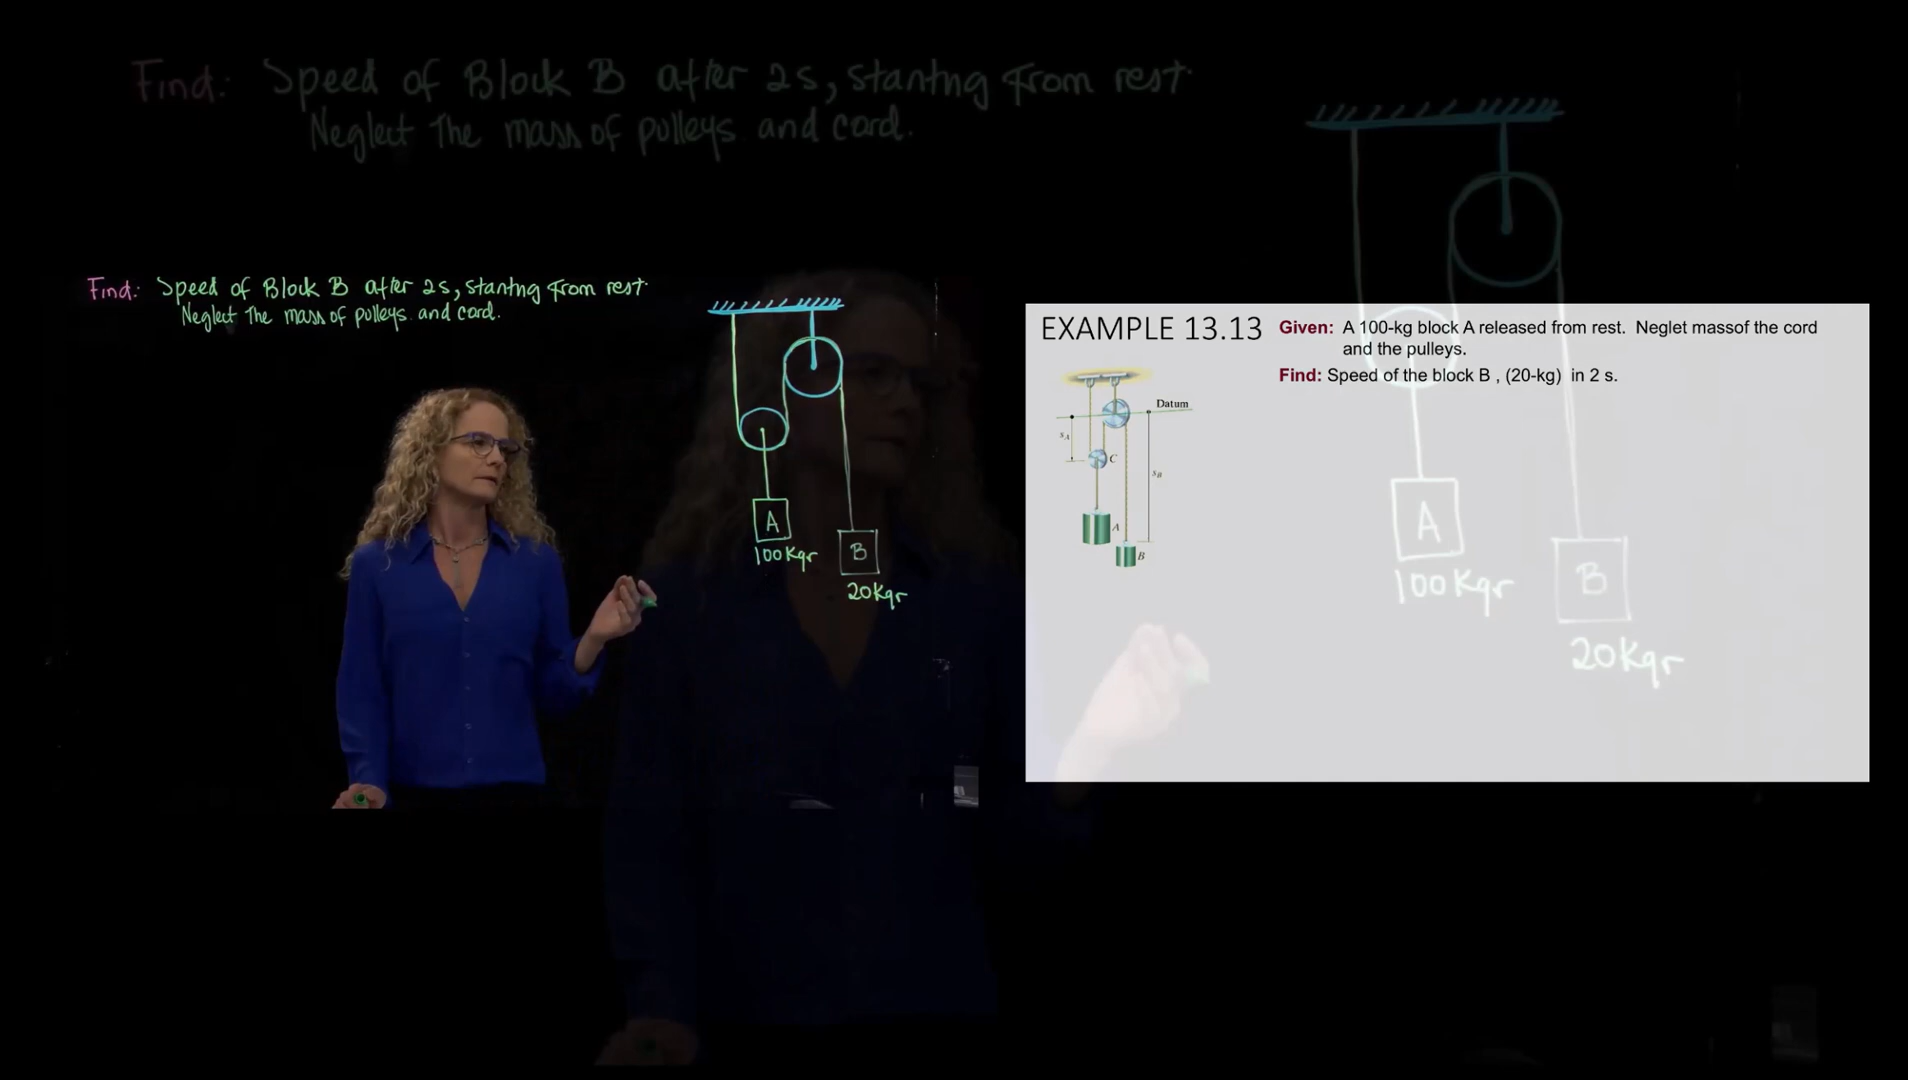 Find: Speed of Block B after 2s, starting from rest.
Neglect The mass of pulleys and cord.
Find: Speed of Block B after 2s, starting from rest.
Neglect The mass of pulleys and cord.
A
100Kgr
B
20Kgr
EXAMPLE 13.13
Given: A 100-kg block A released from rest. Neglet massof the cord
and the pulleys.
Find: Speed of the block B , (20-kg) in 2 s.
Datum
sA
C
sB
A
B
A
100Kgr
B
20Kgr